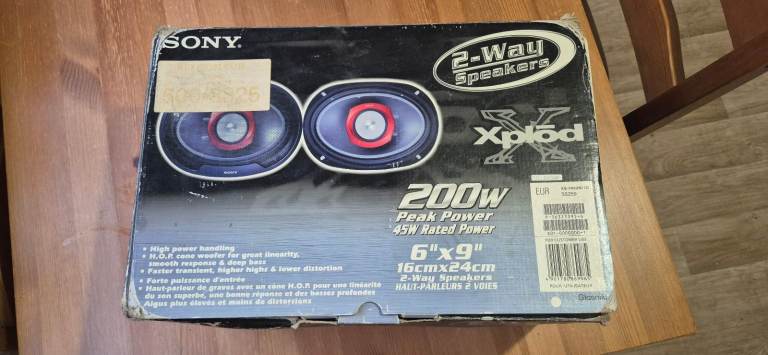 SONY
2-Way
Speakers
Xplōd
200W
Peak Power
45W Rated Power
6"x9"
16cmx24cm
2-Way Speakers
HAUT-PARLEURS 2 VOIES
• High power handling
• H.O.P. cone woofer for great linearity,
smooth response & deep bass
• Faster transient, higher highs & lower distortion
• Forte puissance d'entrée
• Haut-parleur de graves avec un cône H.O.P pour une linéarité
du son superbe, une bonne réponse et des basses profondes
Aigus plus élevés et moins de distorsions
SONY
EUR